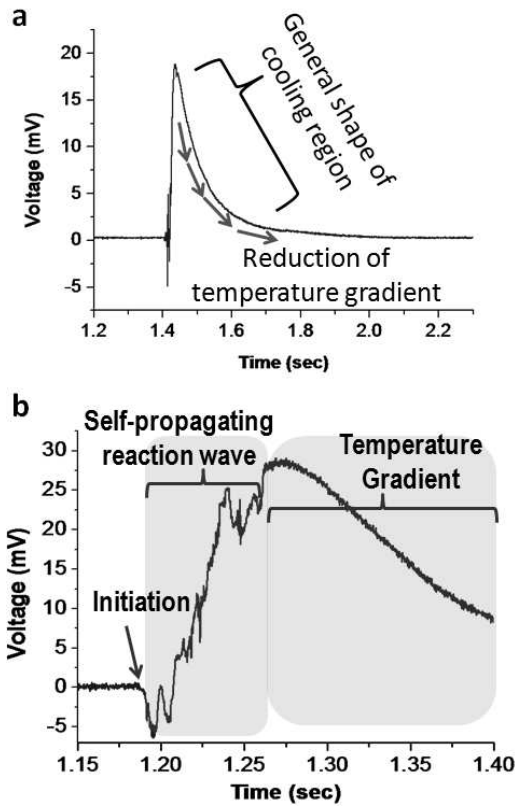 a
20
15
10
5
0
-5
Voltage (mV)
General shape of
cooling region
Reduction of
temperature gradient
1.2
1.4
1.6
1.8
2.0
2.2
Time (sec)
b
Self-propagating
reaction wave
Temperature
Gradient
Initiation
30
25
20
15
10
5
0
-5
Voltage (mV)
1.15
1.20
1.25
1.30
1.35
1.40
Time (sec)